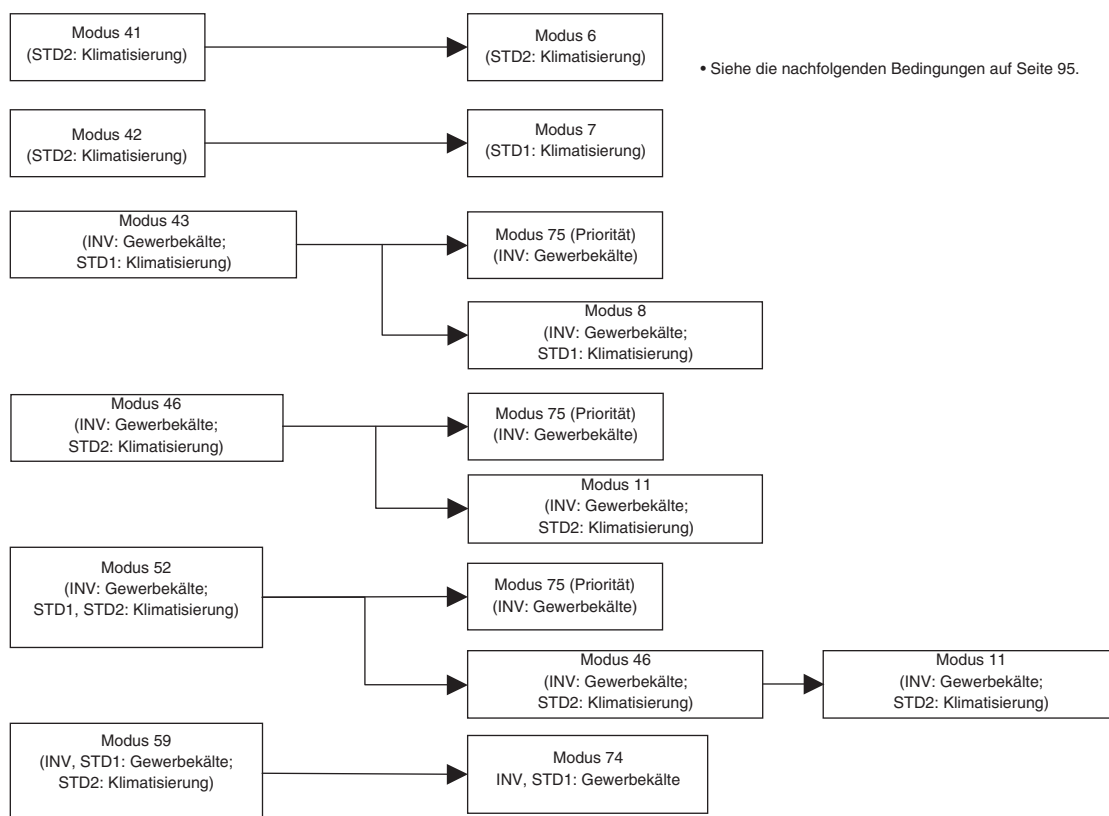 Modus 41
(STD2: Klimatisierung)
Modus 6
(STD2: Klimatisierung)
• Siehe die nachfolgenden Bedingungen auf Seite 95.
Modus 42
(STD2: Klimatisierung)
Modus 7
(STD1: Klimatisierung)
Modus 43
(INV: Gewerbekälte;
STD1: Klimatisierung)
Modus 75 (Priorität)
(INV: Gewerbekälte)
Modus 8
(INV: Gewerbekälte;
STD1: Klimatisierung)
Modus 46
(INV: Gewerbekälte;
STD2: Klimatisierung)
Modus 75 (Priorität)
(INV: Gewerbekälte)
Modus 11
(INV: Gewerbekälte;
STD2: Klimatisierung)
Modus 52
(INV: Gewerbekälte;
STD1, STD2: Klimatisierung)
Modus 75 (Priorität)
(INV: Gewerbekälte)
Modus 46
(INV: Gewerbekälte;
STD2: Klimatisierung)
Modus 11
(INV: Gewerbekälte;
STD2: Klimatisierung)
Modus 59
(INV, STD1: Gewerbekälte;
STD2: Klimatisierung)
Modus 74
INV, STD1: Gewerbekälte